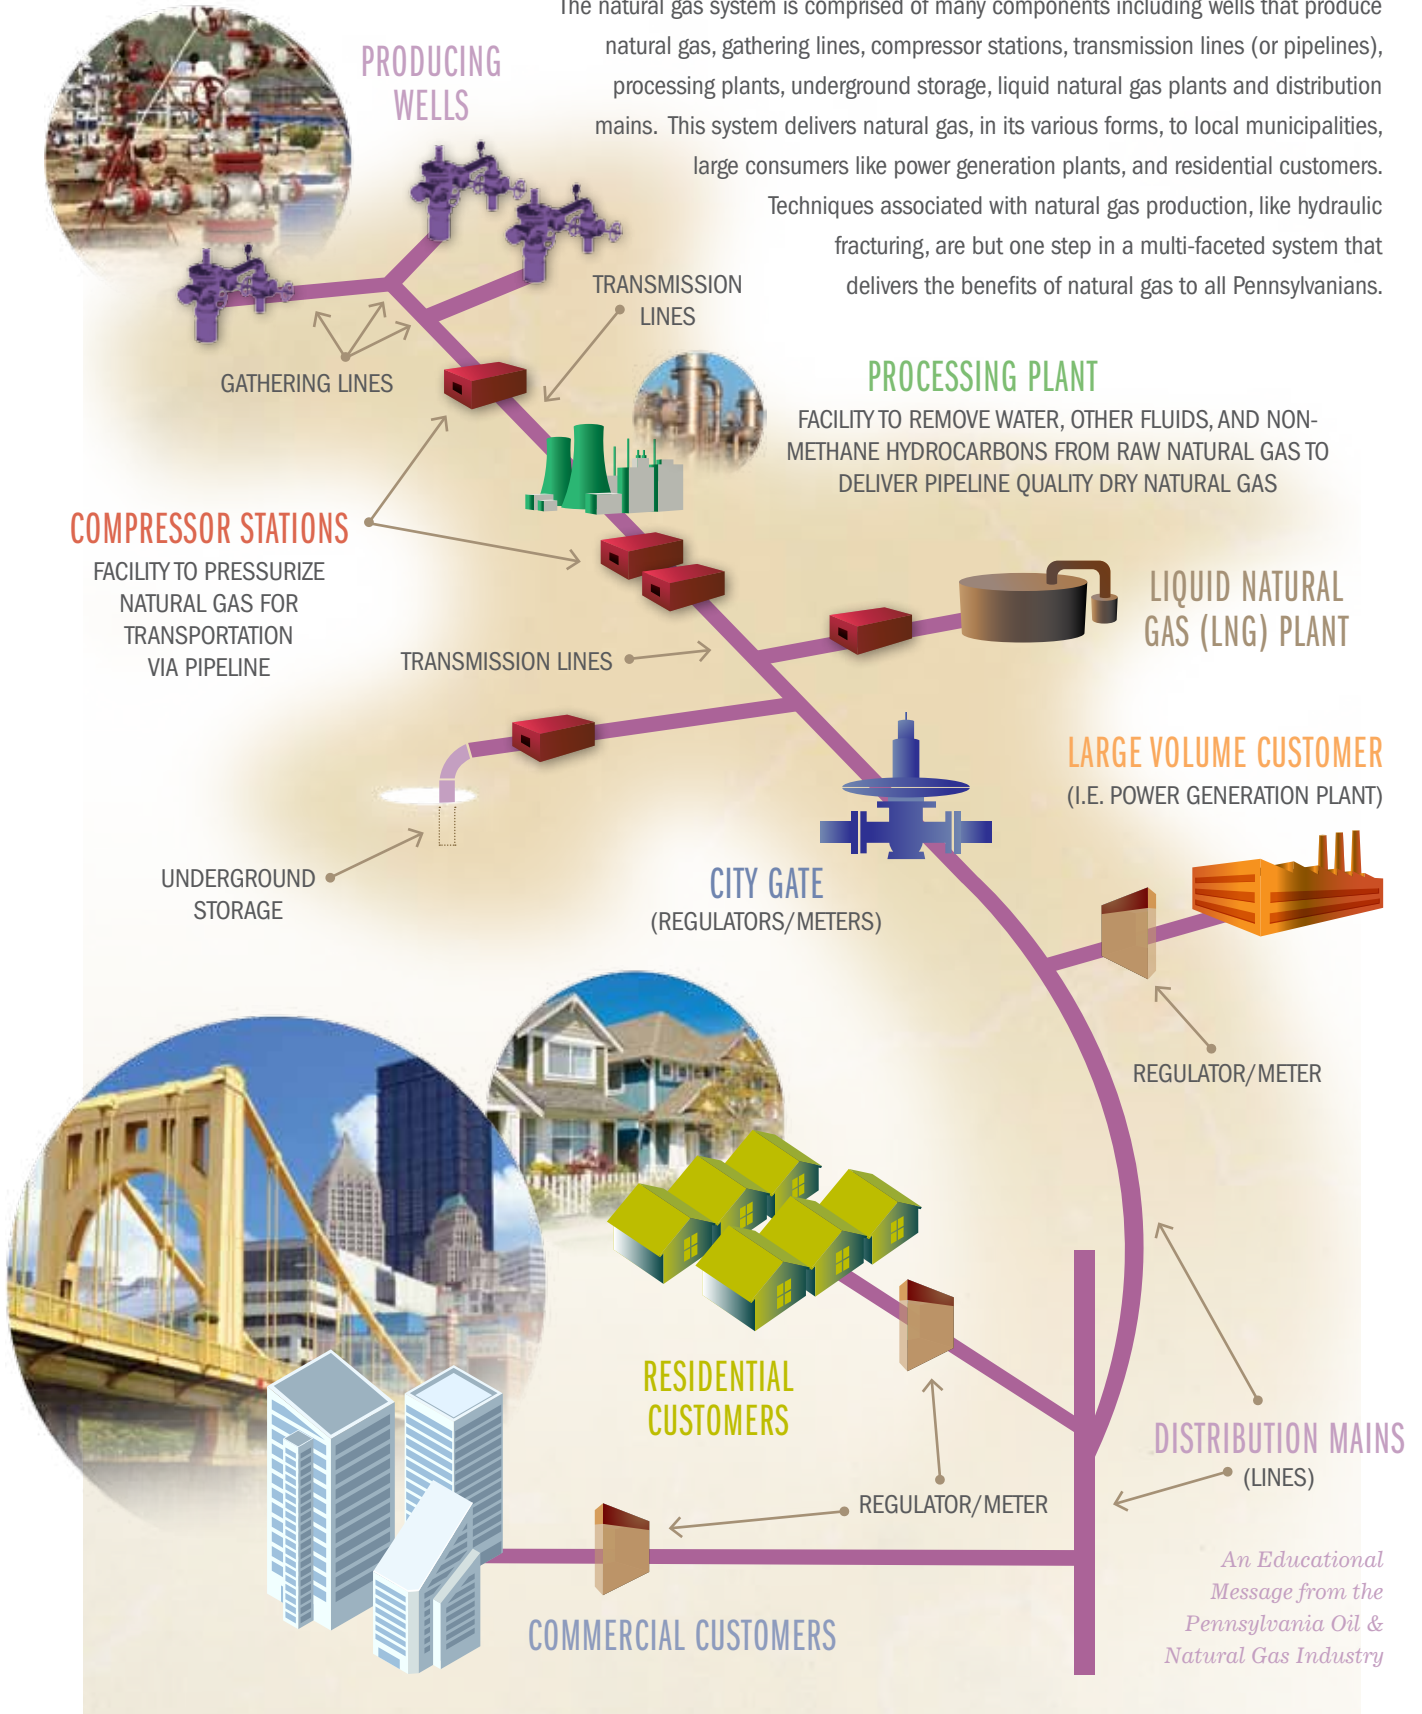 The natural gas system is comprised of many components including wells that produce
natural gas, gathering lines, compressor stations, transmission lines (or pipelines),
processing plants, underground storage, liquid natural gas plants and distribution
mains. This system delivers natural gas, in its various forms, to local municipalities,
large consumers like power generation plants, and residential customers.
Techniques associated with natural gas production, like hydraulic
fracturing, are but one step in a multi-faceted system that
delivers the benefits of natural gas to all Pennsylvanians.
PRODUCING
WELLS
TRANSMISSION
LINES
GATHERING LINES
PROCESSING PLANT
FACILITY TO REMOVE WATER, OTHER FLUIDS, AND NON-
METHANE HYDROCARBONS FROM RAW NATURAL GAS TO
DELIVER PIPELINE QUALITY DRY NATURAL GAS
COMPRESSOR STATIONS
FACILITY TO PRESSURIZE
NATURAL GAS FOR
TRANSPORTATION
VIA PIPELINE
LIQUID NATURAL
GAS (LNG) PLANT
TRANSMISSION LINES
LARGE VOLUME CUSTOMER
(I.E. POWER GENERATION PLANT)
UNDERGROUND
STORAGE
CITY GATE
(REGULATORS/METERS)
REGULATOR/METER
RESIDENTIAL
CUSTOMERS
DISTRIBUTION MAINS
(LINES)
REGULATOR/METER
COMMERCIAL CUSTOMERS
An Educational
Message from the
Pennsylvania Oil &
Natural Gas Industry